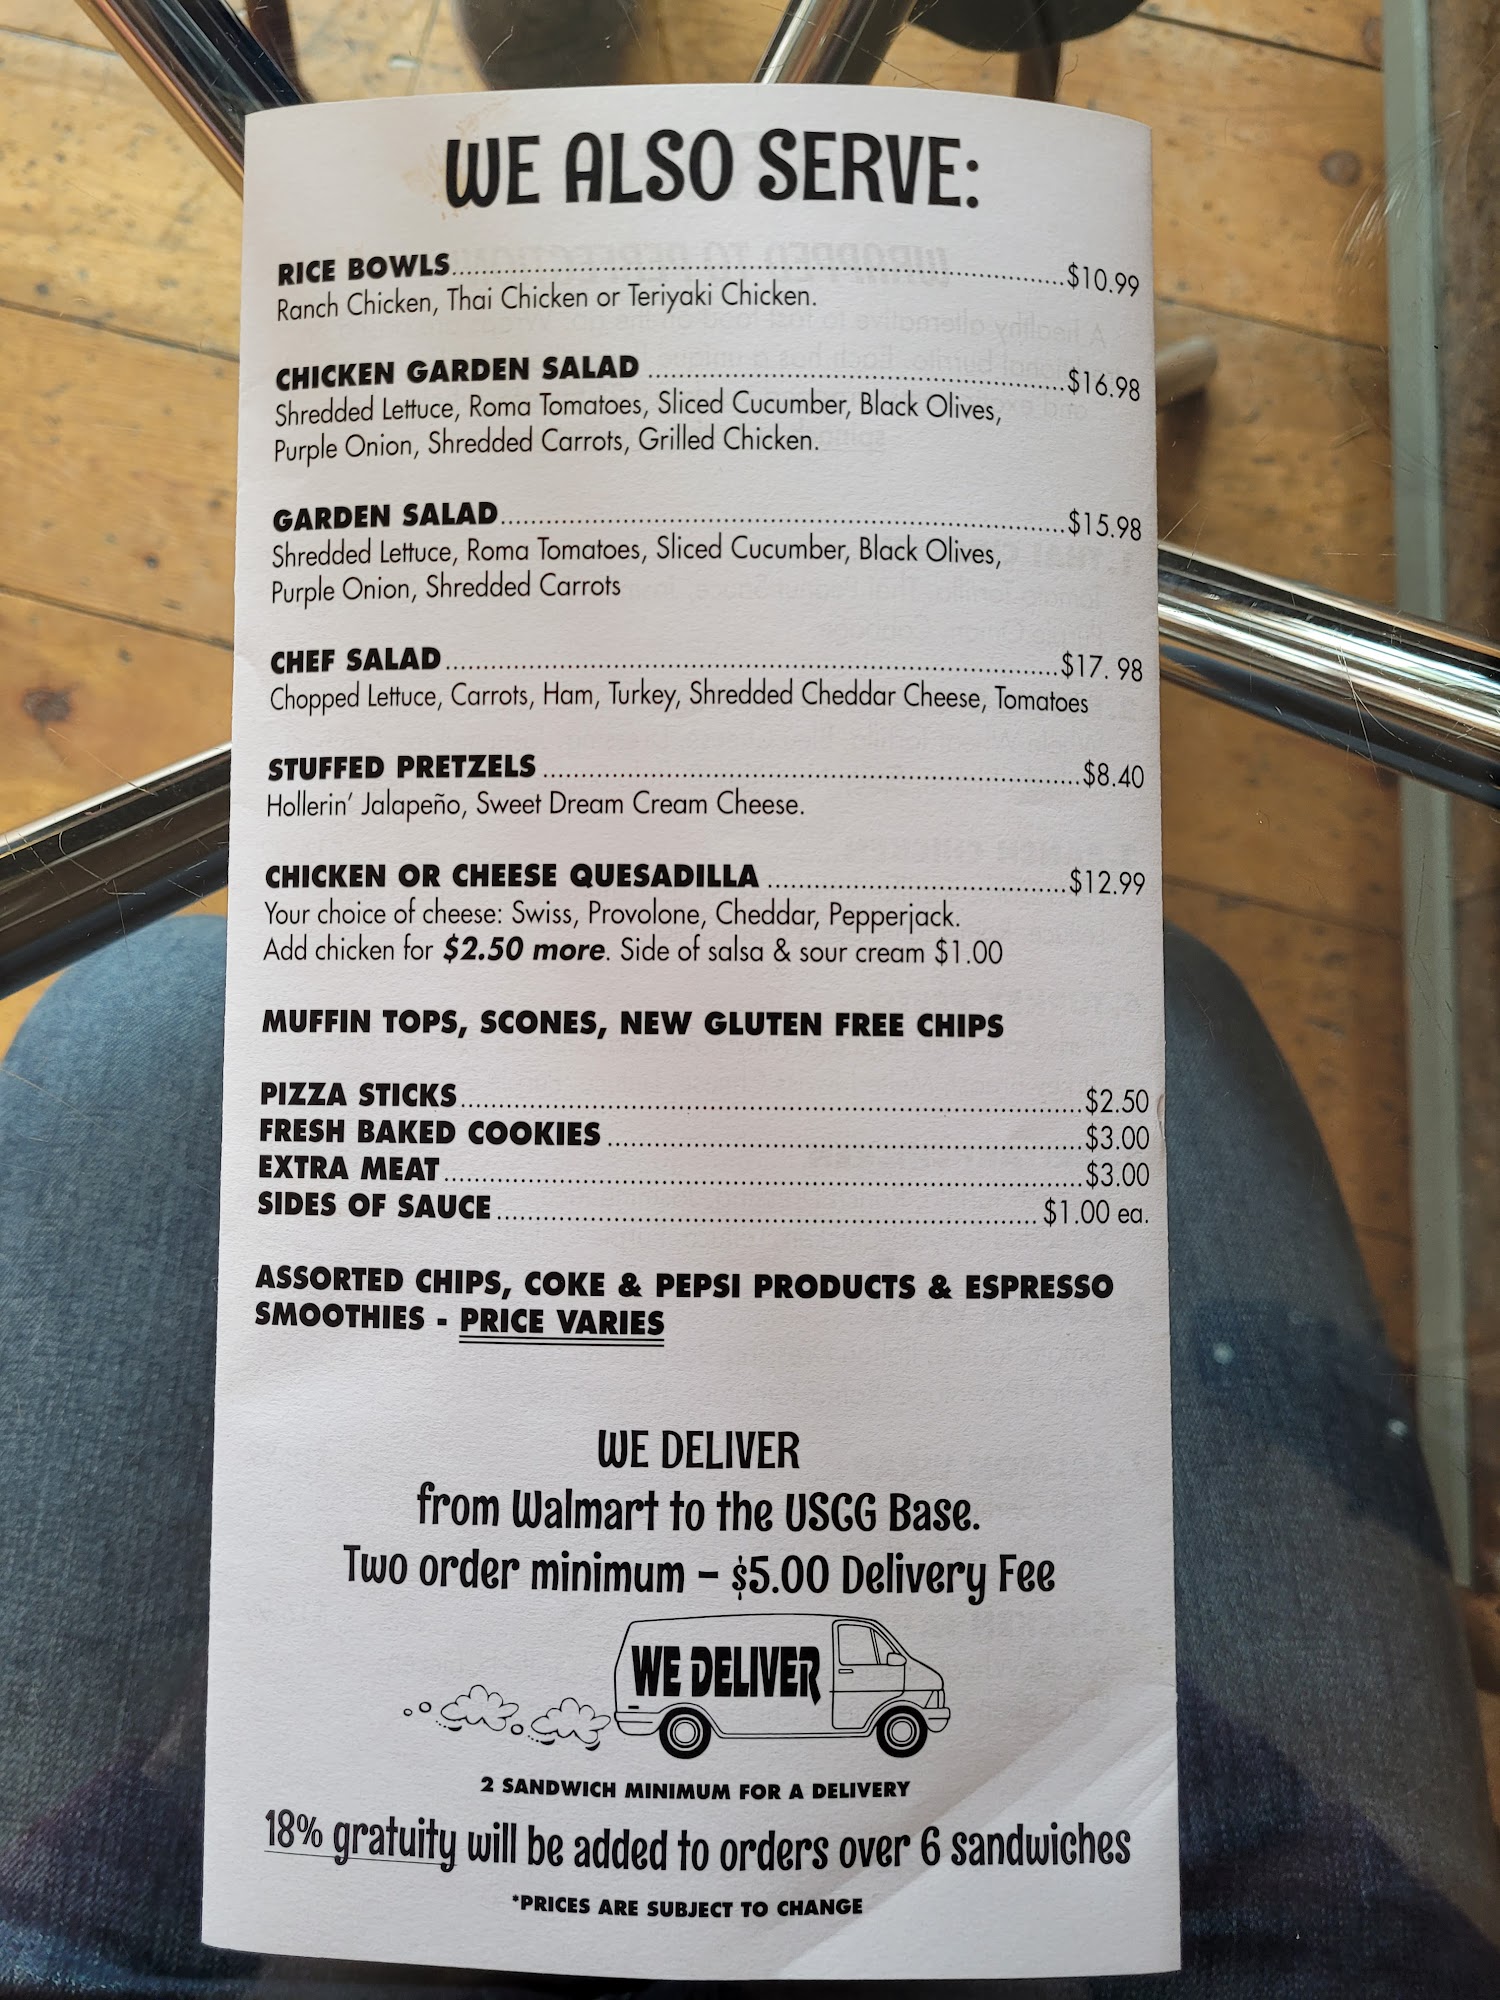 WE ALSO SERVE:
RICE BOWLS..........$10.99
Ranch Chicken, Thai Chicken or Teriyaki Chicken.
CHICKEN GARDEN SALAD..........$16.98
Shredded Lettuce, Roma Tomatoes, Sliced Cucumber, Black Olives,
Purple Onion, Shredded Carrots, Grilled Chicken.
GARDEN SALAD..........$15.98
Shredded Lettuce, Roma Tomatoes, Sliced Cucumber, Black Olives,
Purple Onion, Shredded Carrots
CHEF SALAD..........$17. 98
Chopped Lettuce, Carrots, Ham, Turkey, Shredded Cheddar Cheese, Tomatoes
STUFFED PRETZELS..........$8.40
Hollerin' Jalapeño, Sweet Dream Cream Cheese.
CHICKEN OR CHEESE QUESADILLA..........$12.99
Your choice of cheese: Swiss, Provolone, Cheddar, Pepperjack.
Add chicken for $2.50 more. Side of salsa & sour cream $1.00
MUFFIN TOPS, SCONES, NEW GLUTEN FREE CHIPS
PIZZA STICKS..........$2.50
FRESH BAKED COOKIES..........$3.00
EXTRA MEAT..........$3.00
SIDES OF SAUCE..........$1.00 ea.
ASSORTED CHIPS, COKE & PEPSI PRODUCTS & ESPRESSO
SMOOTHIES - PRICE VARIES
WE DELIVER
from Walmart to the USCG Base.
Two order minimum – $5.00 Delivery Fee
WE DELIVER
2 SANDWICH MINIMUM FOR A DELIVERY
18% gratuity will be added to orders over 6 sandwiches
*PRICES ARE SUBJECT TO CHANGE